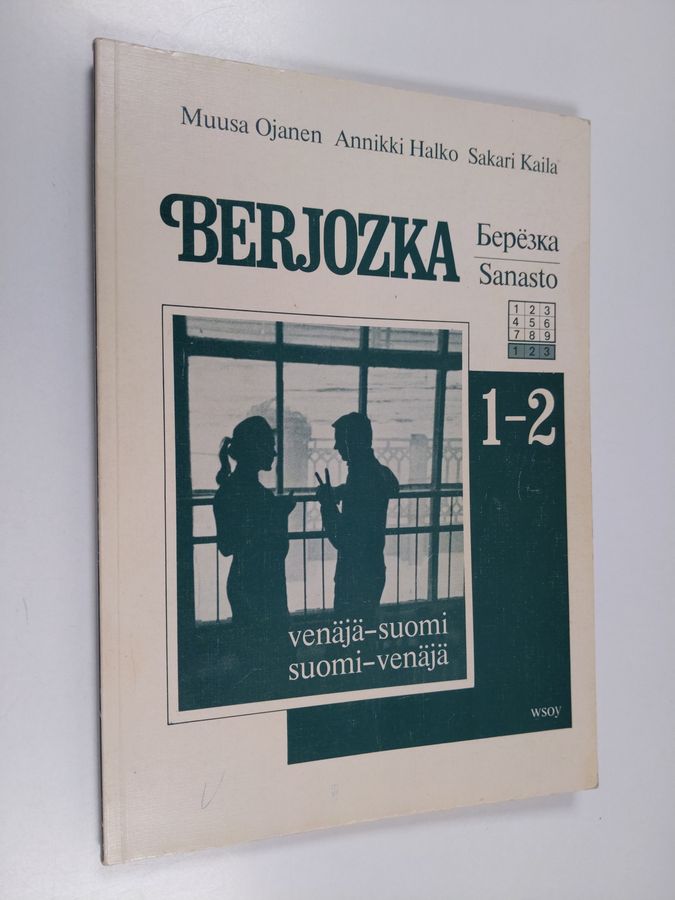 Muusa Ojanen Annikki Halko Sakari Kaila
BERJOZKA
Берёзка
Sanasto
1 2 3
4 5 6
7 8 9
1 2 3
1-2
venäjä-suomi
suomi-venäjä
wsoy